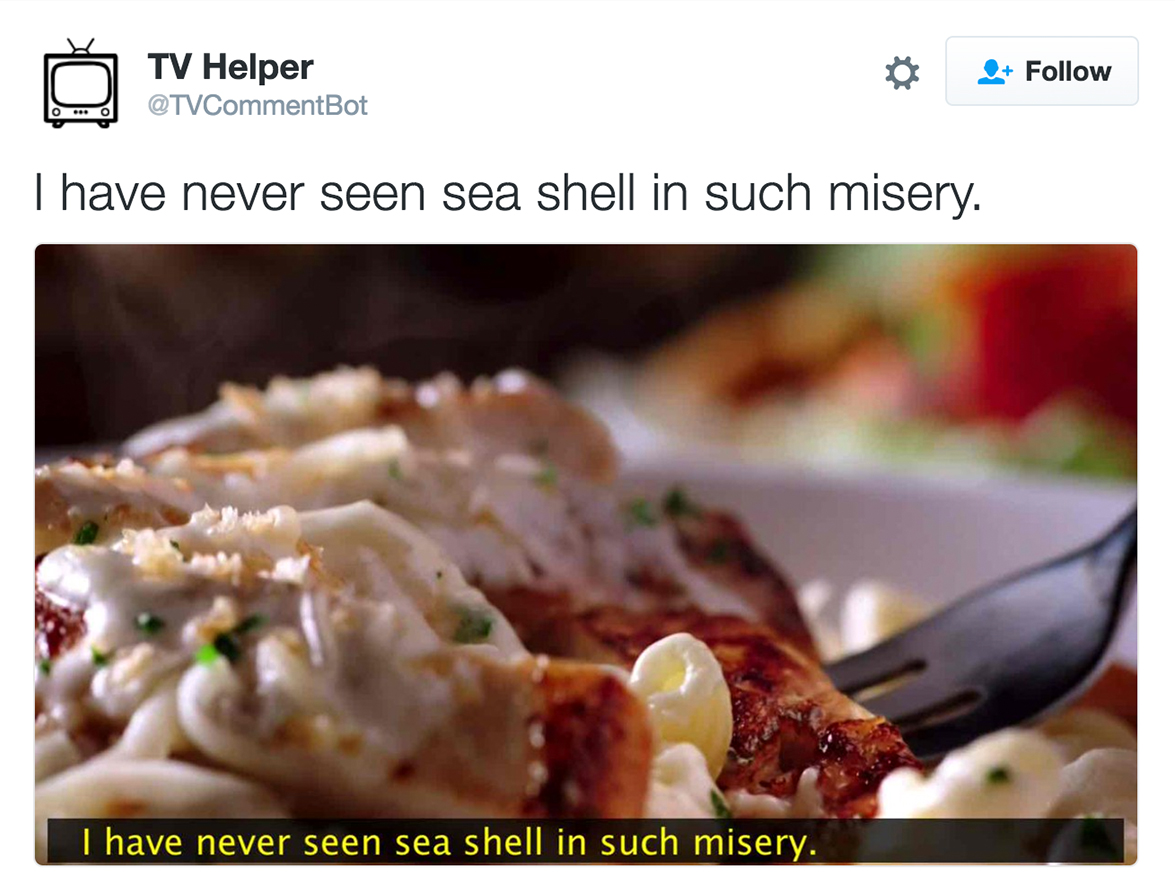 TV Helper
@TVCommentBot
Follow
I have never seen sea shell in such misery.
I have never seen sea shell in such misery.